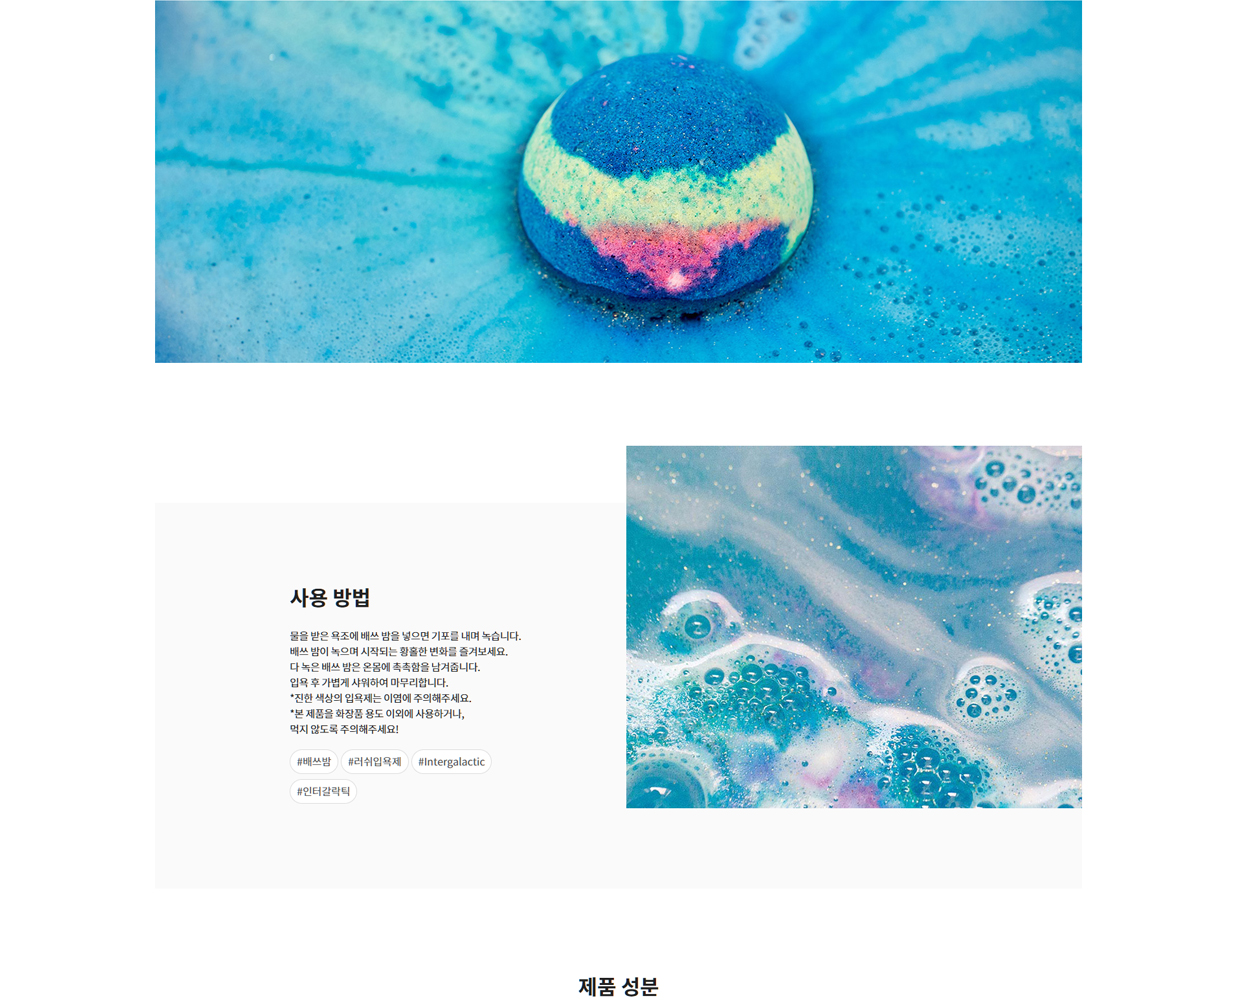 사용 방법
물을 받은 욕조에 배쓰 밤을 넣으면 기포를 내며 녹습니다.
배쓰 밤이 녹으며 시작되는 황홀한 변화를 즐겨보세요.
다 녹은 배쓰 밤은 온몸에 촉촉함을 남겨줍니다.
입욕 후 가볍게 샤워하여 마무리합니다.
*진한 색상의 입욕제는 이염에 주의해주세요.
*본 제품을 화장품 용도 이외에 사용하거나,
먹지 않도록 주의해주세요!
#배쓰밤 #러쉬입욕제 #Intergalactic
#인터갈락틱
제품 성분